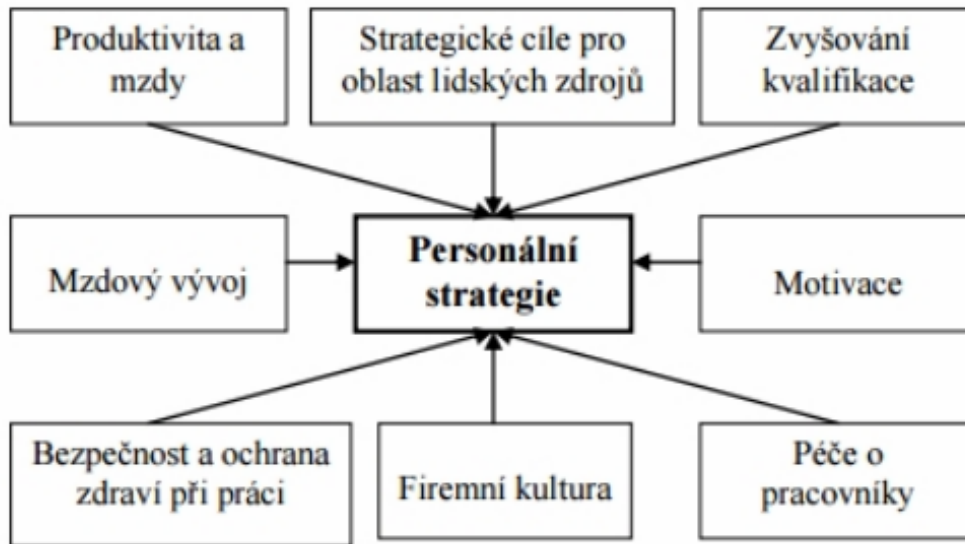 Produktivita a
mzdy
Strategické cíle pro
oblast lidských zdrojů
Zvyšování
kvalifikace
Mzdový vývoj
Personální
strategie
Motivace
Bezpečnost a ochrana
zdraví při práci
Firemní kultura
Péče o
pracovníky